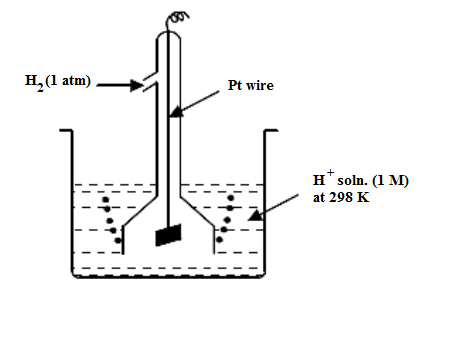 H₂(1 atm)
Pt wire
H⁺ soln. (1 M)
at 298 K